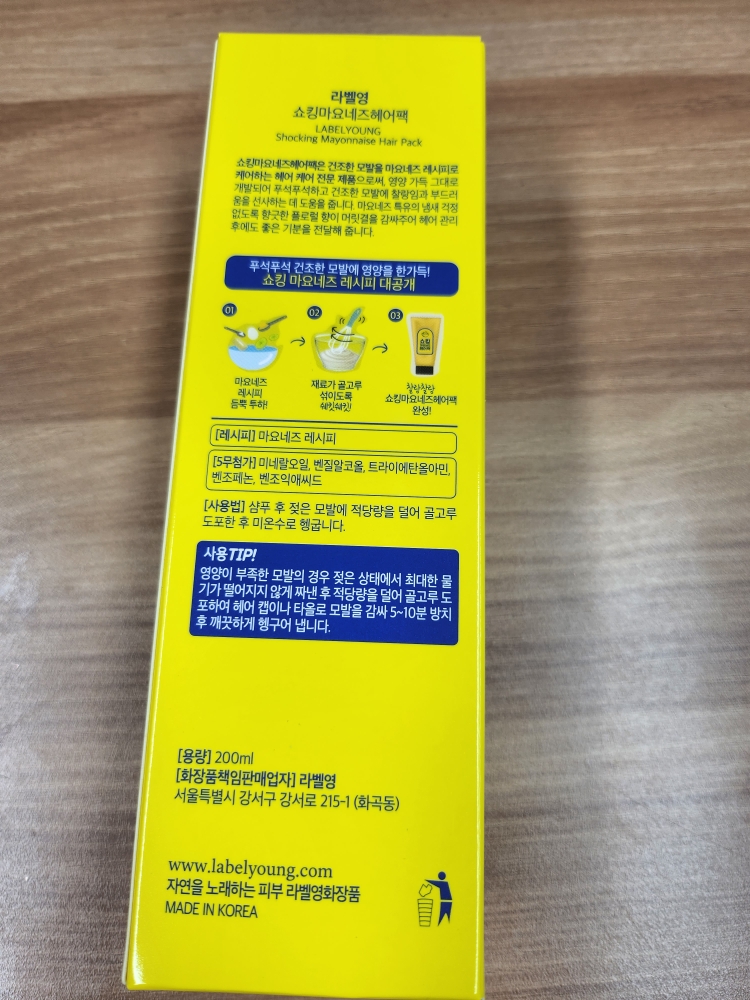 라벨영
쇼킹마요네즈헤어팩
LABELYOUNG
Shocking Mayonnaise Hair Pack
쇼킹마요네즈헤어팩은 건조한 모발을 마요네즈 레시피로
케어하는 헤어 케어 전문 제품으로써, 영양 가득 그대로
개발되어 푸석푸석하고 건조한 모발에 찰랑임과 부드러
움을 선사하는 데 도움을 줍니다. 마요네즈 특유의 냄새 걱정
없도록 향긋한 플로럴 향이 머릿결을 감싸주어 헤어 관리
후에도 좋은 기분을 전달해 줍니다.
푸석푸석 건조한 모발에 영양을 한가득!
쇼킹 마요네즈 레시피 대공개
01
02
03
마요네즈
레시피
듬뿍 투하!
재료가 골고루
섞이도록
쉐킷쉐킷!
찰랑찰랑
쇼킹마요네즈헤어팩
완성!
[레시피] 마요네즈 레시피
[5무첨가] 미네랄오일, 벤질알코올, 트라이에탄올아민,
벤조페논, 벤조익애씨드
[사용법] 샴푸 후 젖은 모발에 적당량을 덜어 골고루
도포한 후 미온수로 헹굽니다.
사용TIP!
영양이 부족한 모발의 경우 젖은 상태에서 최대한 물
기가 떨어지지 않게 짜낸 후 적당량을 덜어 골고루 도
포하여 헤어 캡이나 타올로 모발을 감싸 5~10분 방치
후 깨끗하게 헹구어 냅니다.
[용량] 200ml
[화장품책임판매업자] 라벨영
서울특별시 강서구 강서로 215-1 (화곡동)
www.labelyoung.com
자연을 노래하는 피부 라벨영화장품
MADE IN KOREA